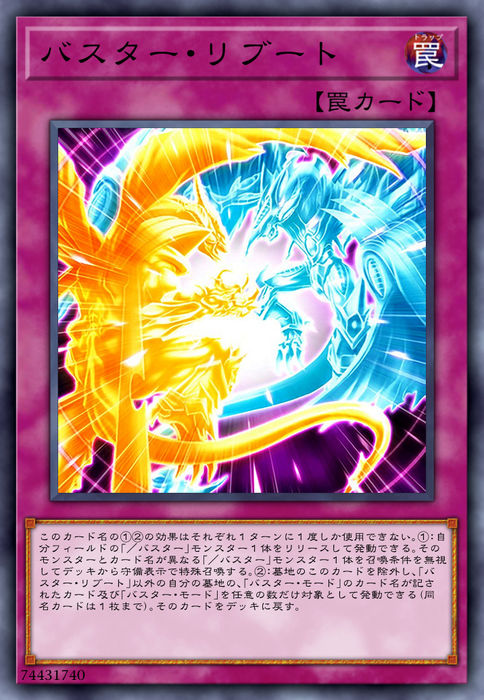 バスター・リブート
トラップ
罠
【罠カード】
このカード名の①②の効果はそれぞれ1ターンに1度しか使用できない。①:自
分フィールドの「/バスター」モンスター1体をリリースして発動できる。その
モンスターとカード名が異なる「/バスター」モンスター1体を召喚条件を無視
してデッキから守備表示で特殊召喚する。②:墓地のこのカードを除外し、「バ
スター・リブート」以外の自分の墓地の、「バスター・モード」のカード名が記さ
れたカード及び「バスター・モード」を任意の数だけ対象として発動できる(同
名カードは1枚まで)。そのカードをデッキに戻す。
74431740